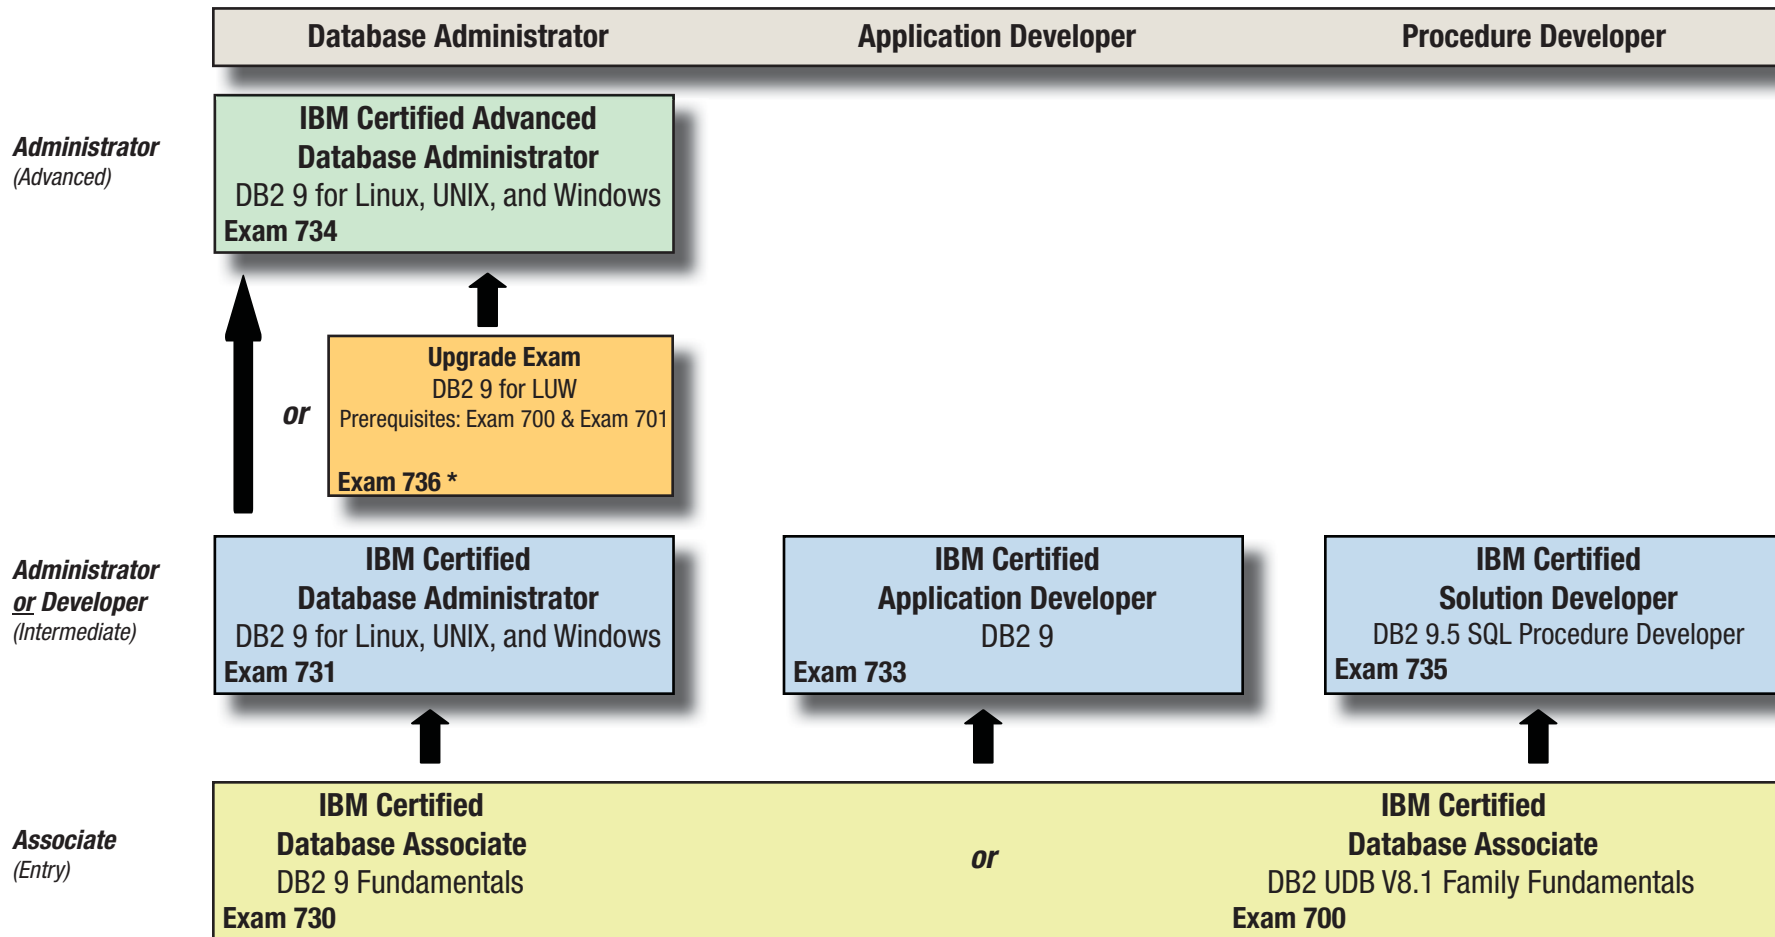 Database Administrator
Application Developer
Procedure Developer
Administrator
(Advanced)
IBM Certified Advanced
Database Administrator
DB2 9 for Linux, UNIX, and Windows
Exam 734
or
Upgrade Exam
DB2 9 for LUW
Prerequisites: Exam 700 & Exam 701
Exam 736 *
Administrator
or Developer
(Intermediate)
IBM Certified
Database Administrator
DB2 9 for Linux, UNIX, and Windows
Exam 731
IBM Certified
Application Developer
DB2 9
Exam 733
IBM Certified
Solution Developer
DB2 9.5 SQL Procedure Developer
Exam 735
Associate
(Entry)
IBM Certified
Database Associate
DB2 9 Fundamentals
Exam 730
or
IBM Certified
Database Associate
DB2 UDB V8.1 Family Fundamentals
Exam 700